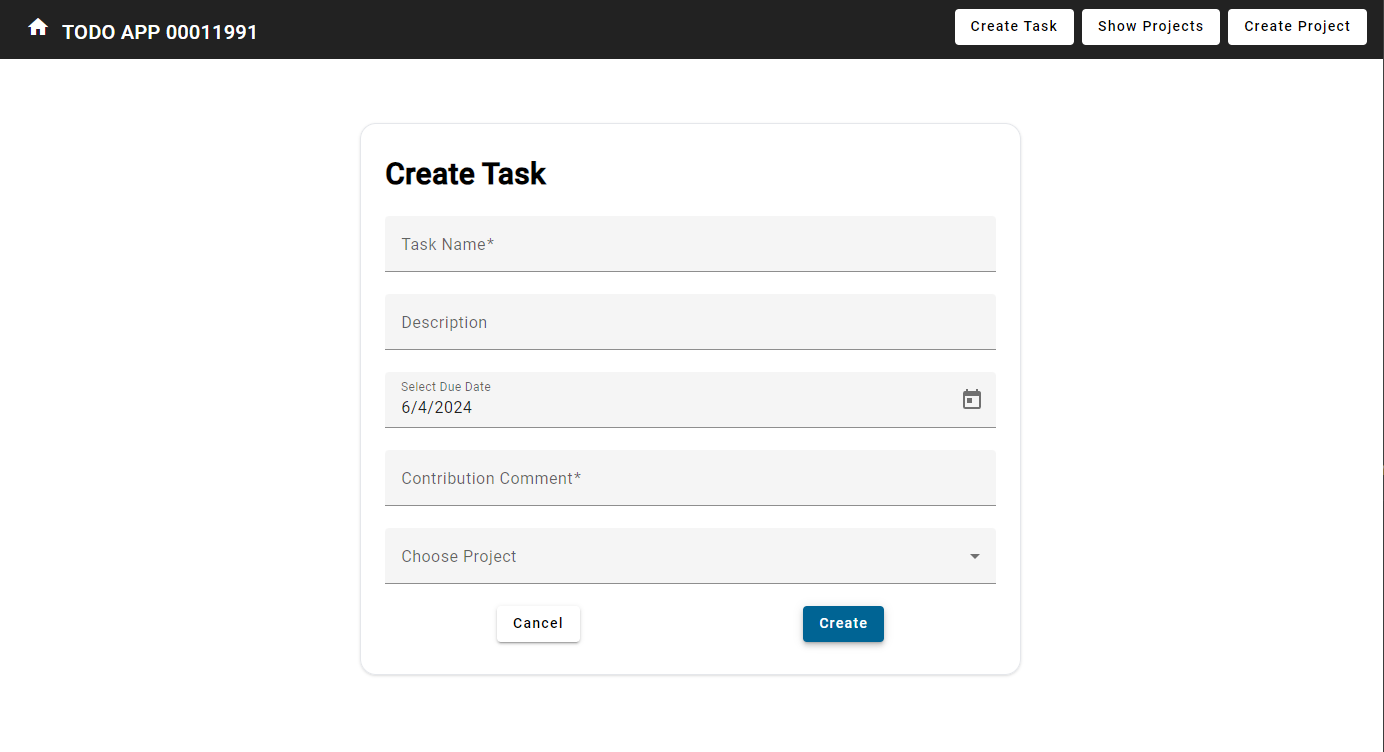 TODO APP 00011991
Create Task
Show Projects
Create Project
Create Task
Task Name*
Description
Select Due Date
6/4/2024
Contribution Comment*
Choose Project
Cancel
Create